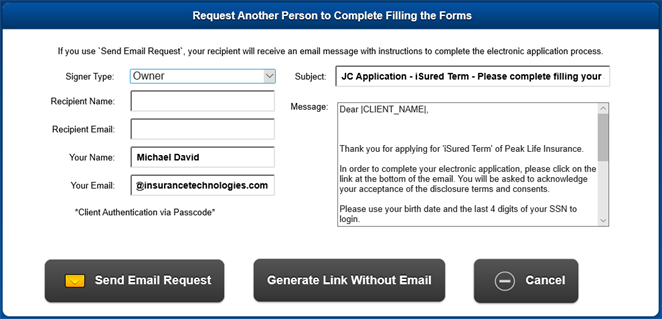 Request Another Person to Complete Filling the Forms
If you use `Send Email Request`, your recipient will receive an email message with instructions to complete the electronic application process.
Signer Type: Owner
Recipient Name:
Recipient Email:
Your Name: Michael David
Your Email: @insurancetechnologies.com
*Client Authentication via Passcode*
Subject: JC Application - iSured Term - Please complete filling your
Message:
Dear |CLIENT_NAME|,
Thank you for applying for 'iSured Term' of Peak Life Insurance.
In order to complete your electronic application, please click on the
link at the bottom of the email. You will be asked to acknowledge
your acceptance of the disclosure terms and consents.
Please use your birth date and the last 4 digits of your SSN to
login.
Send Email Request
Generate Link Without Email
Cancel